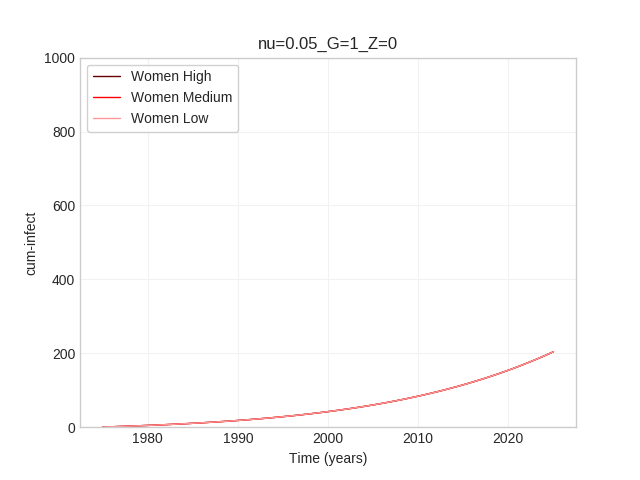 nu=0.05_G=1_Z=0
1000
800
600
400
200
0
cum-infect
Women High
Women Medium
Women Low
1980
1990
2000
2010
2020
Time (years)